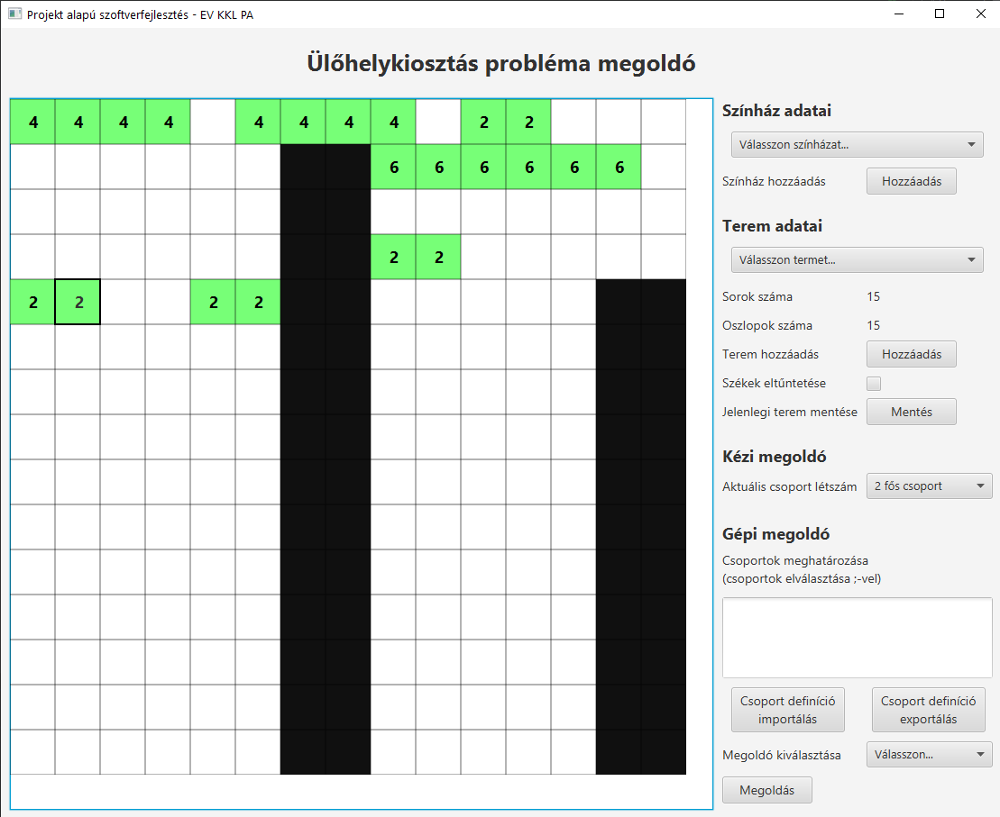 Projekt alapú szoftverfejlesztés - EV KKL PA
Ülőhelykiosztás probléma megoldó
4 4 4 4 4 4 4 4 2 2
6 6 6 6 6 6
2 2
2 2 2 2
Színház adatai
Válasszon színházat...
Színház hozzáadás Hozzáadás
Terem adatai
Válasszon termet...
Sorok száma 15
Oszlopok száma 15
Terem hozzáadás Hozzáadás
Székek eltűntetése
Jelenlegi terem mentése Mentés
Kézi megoldó
Aktuális csoport létszám 2 fős csoport
Gépi megoldó
Csoportok meghatározása
(csoportok elválasztása ;-vel)
Csoport definíció
importálás
Csoport definíció
exportálás
Megoldó kiválasztása Válasszon...
Megoldás